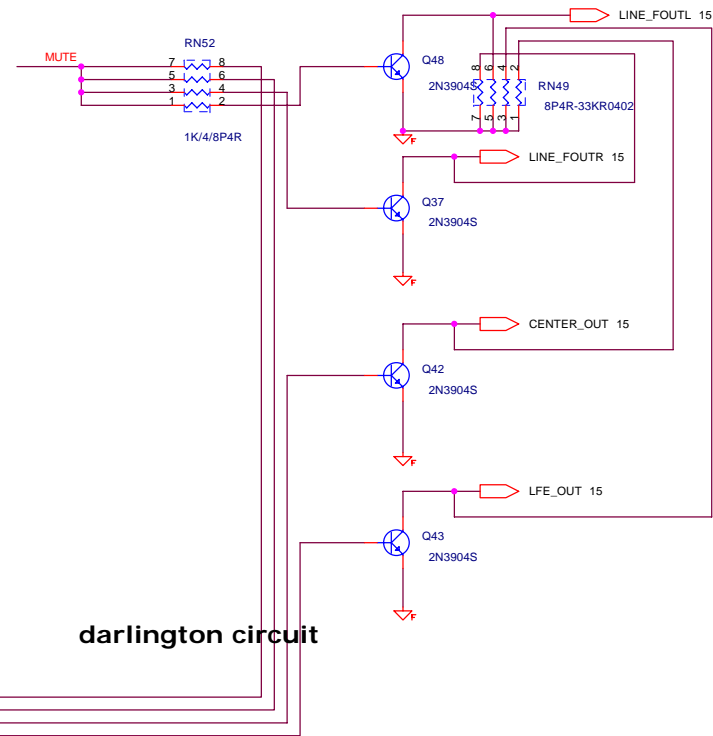 LINE_FOUTL 15
RN52
MUTE
7 8
5 6
3 4
1 2
1K/4/8P4R
Q48
2N3904S
8 6 4 2
7 5 3 1
RN49
8P4R-33KR0402
F
LINE_FOUTR 15
Q37
2N3904S
F
CENTER_OUT 15
Q42
2N3904S
F
LFE_OUT 15
Q43
2N3904S
F
darlington circuit